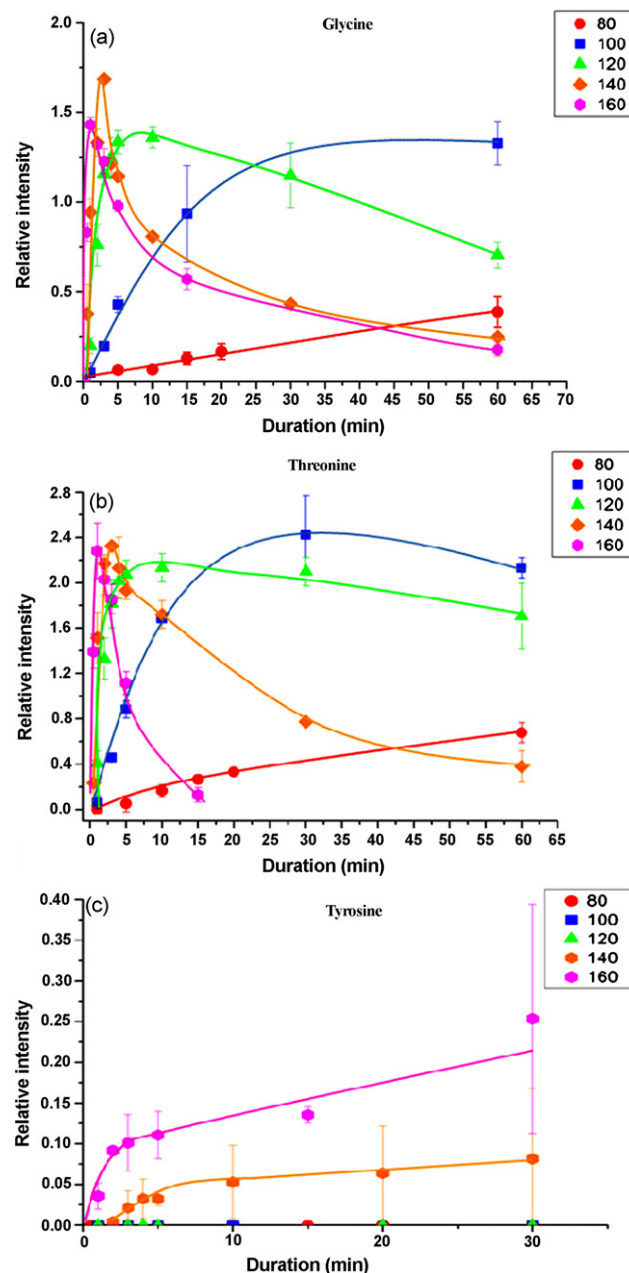 (a)
Glycine
80
100
120
140
160
2.0
1.5
1.0
0.5
0.0
Relative intensity
0 5 10 15 20 25 30 35 40 45 50 55 60 65 70
Duration (min)
Threonine
(b)
80
100
120
140
160
2.8
2.4
2.0
1.6
1.2
0.8
0.4
0.0
Relative intensity
0 5 10 15 20 25 30 35 40 45 50 55 60 65
Duration (min)
(c)
Tyrosine
80
100
120
140
160
0.40
0.35
0.30
0.25
0.20
0.15
0.10
0.05
0.00
Relative intensity
0 10 20 30
Duration (min)